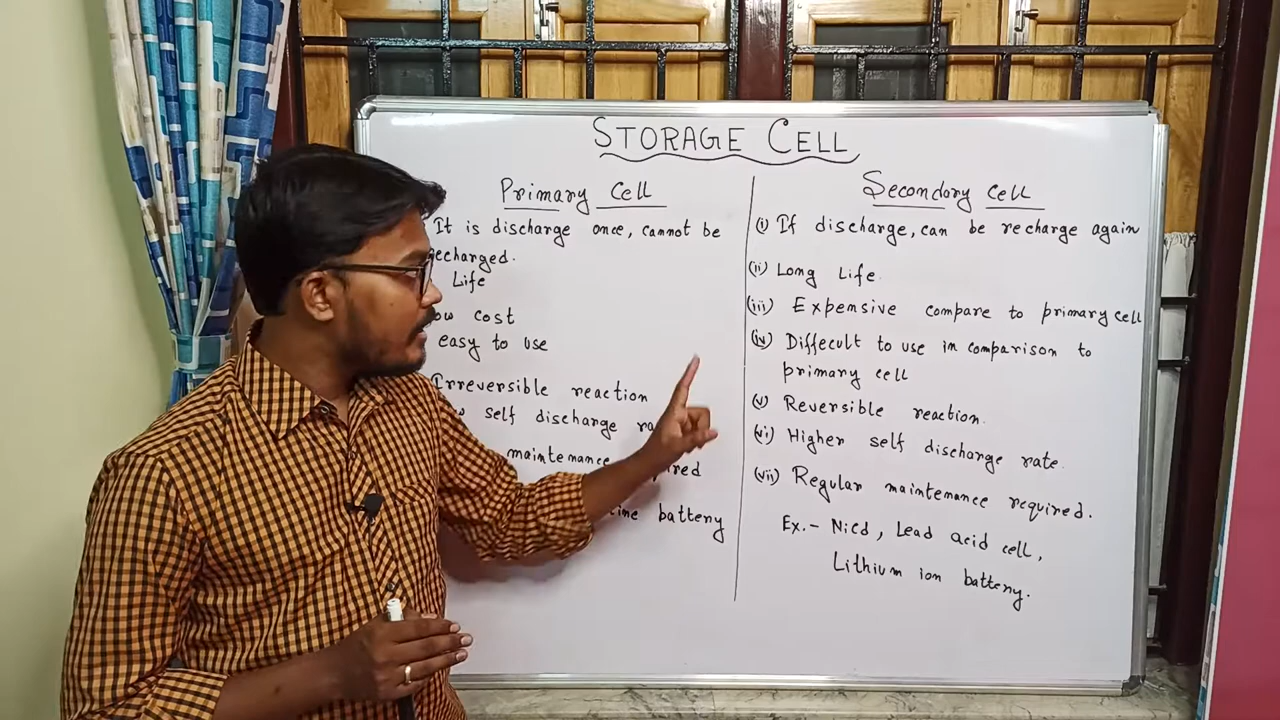 STORAGE CELL
Primary Cell
It is discharge once, cannot be
recharged.
Life
cost
easy to use
Irreversible reaction
self discharge
maintenance
battery
Secondory cell
(i) If discharge, can be recharge again
(ii) Long Life.
(iii) Expensive compare to primary cell
(iv) Diffecult to use in comparison to
primary cell
(v) Reversible reaction.
(vi) Higher self discharge rate.
(vii) Regular maintenance required.
Ex.- Nicd, Lead acid cell,
Lithium ion battery.